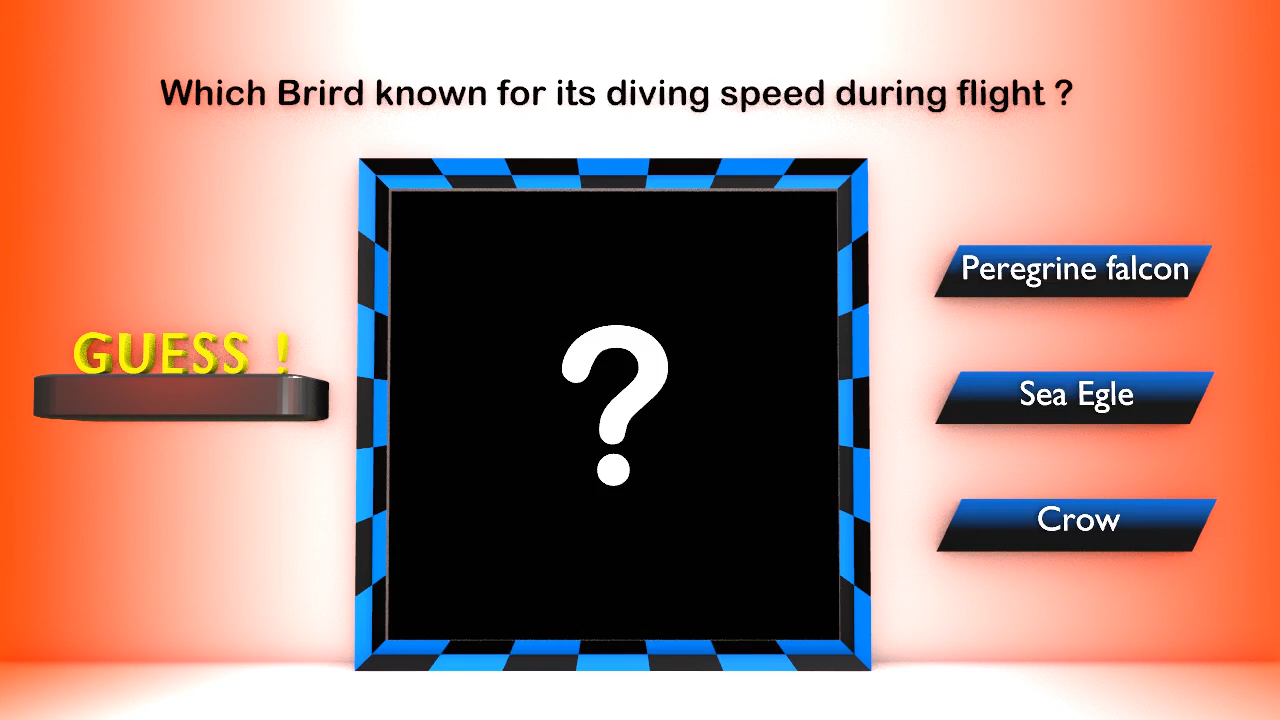 Which Brird known for its diving speed during flight ?
GUESS !
?
Peregrine falcon
Sea Egle
Crow